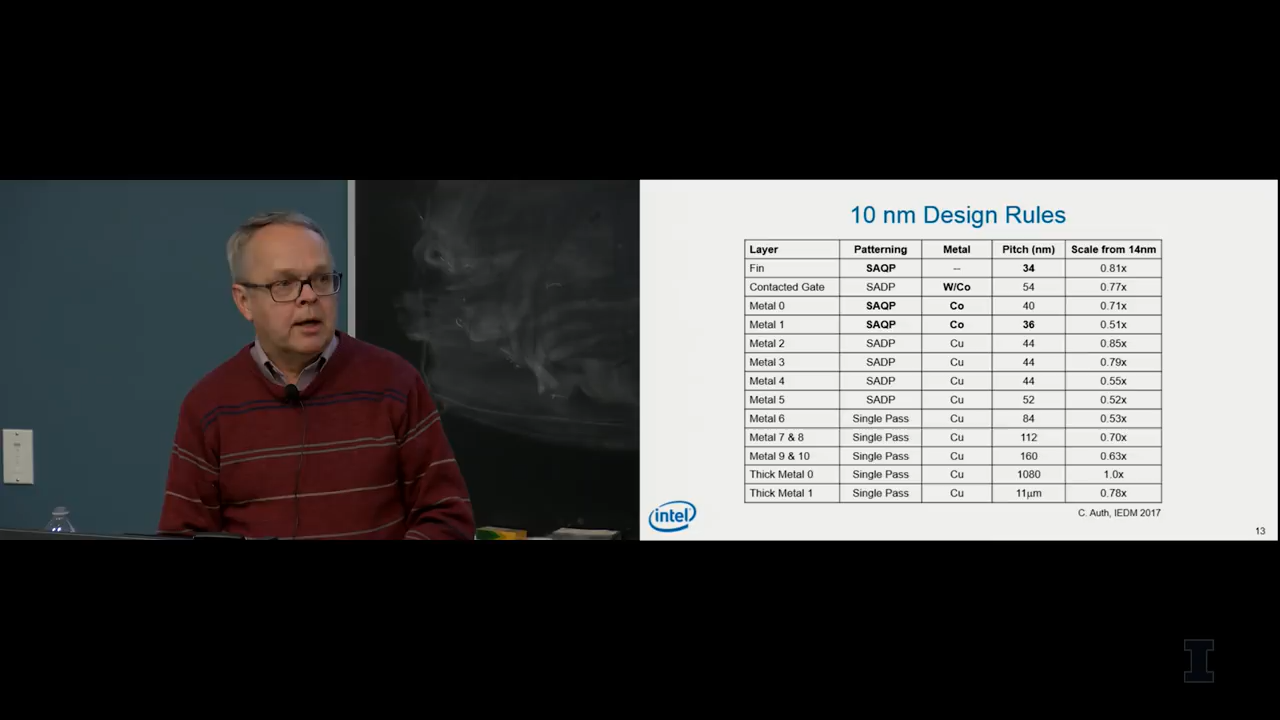 10 nm Design Rules
Layer Patterning Metal Pitch (nm) Scale from 14nm
Fin SAQP -- 34 0.81x
Contacted Gate SADP W/Co 54 0.77x
Metal 0 SAQP Co 40 0.71x
Metal 1 SAQP Co 36 0.51x
Metal 2 SADP Cu 44 0.85x
Metal 3 SADP Cu 44 0.79x
Metal 4 SADP Cu 44 0.55x
Metal 5 SADP Cu 52 0.52x
Metal 6 Single Pass Cu 84 0.53x
Metal 7 & 8 Single Pass Cu 112 0.70x
Metal 9 & 10 Single Pass Cu 160 0.63x
Thick Metal 0 Single Pass Cu 1080 1.0x
Thick Metal 1 Single Pass Cu 11μm 0.78x
C. Auth, IEDM 2017
intel
13
I